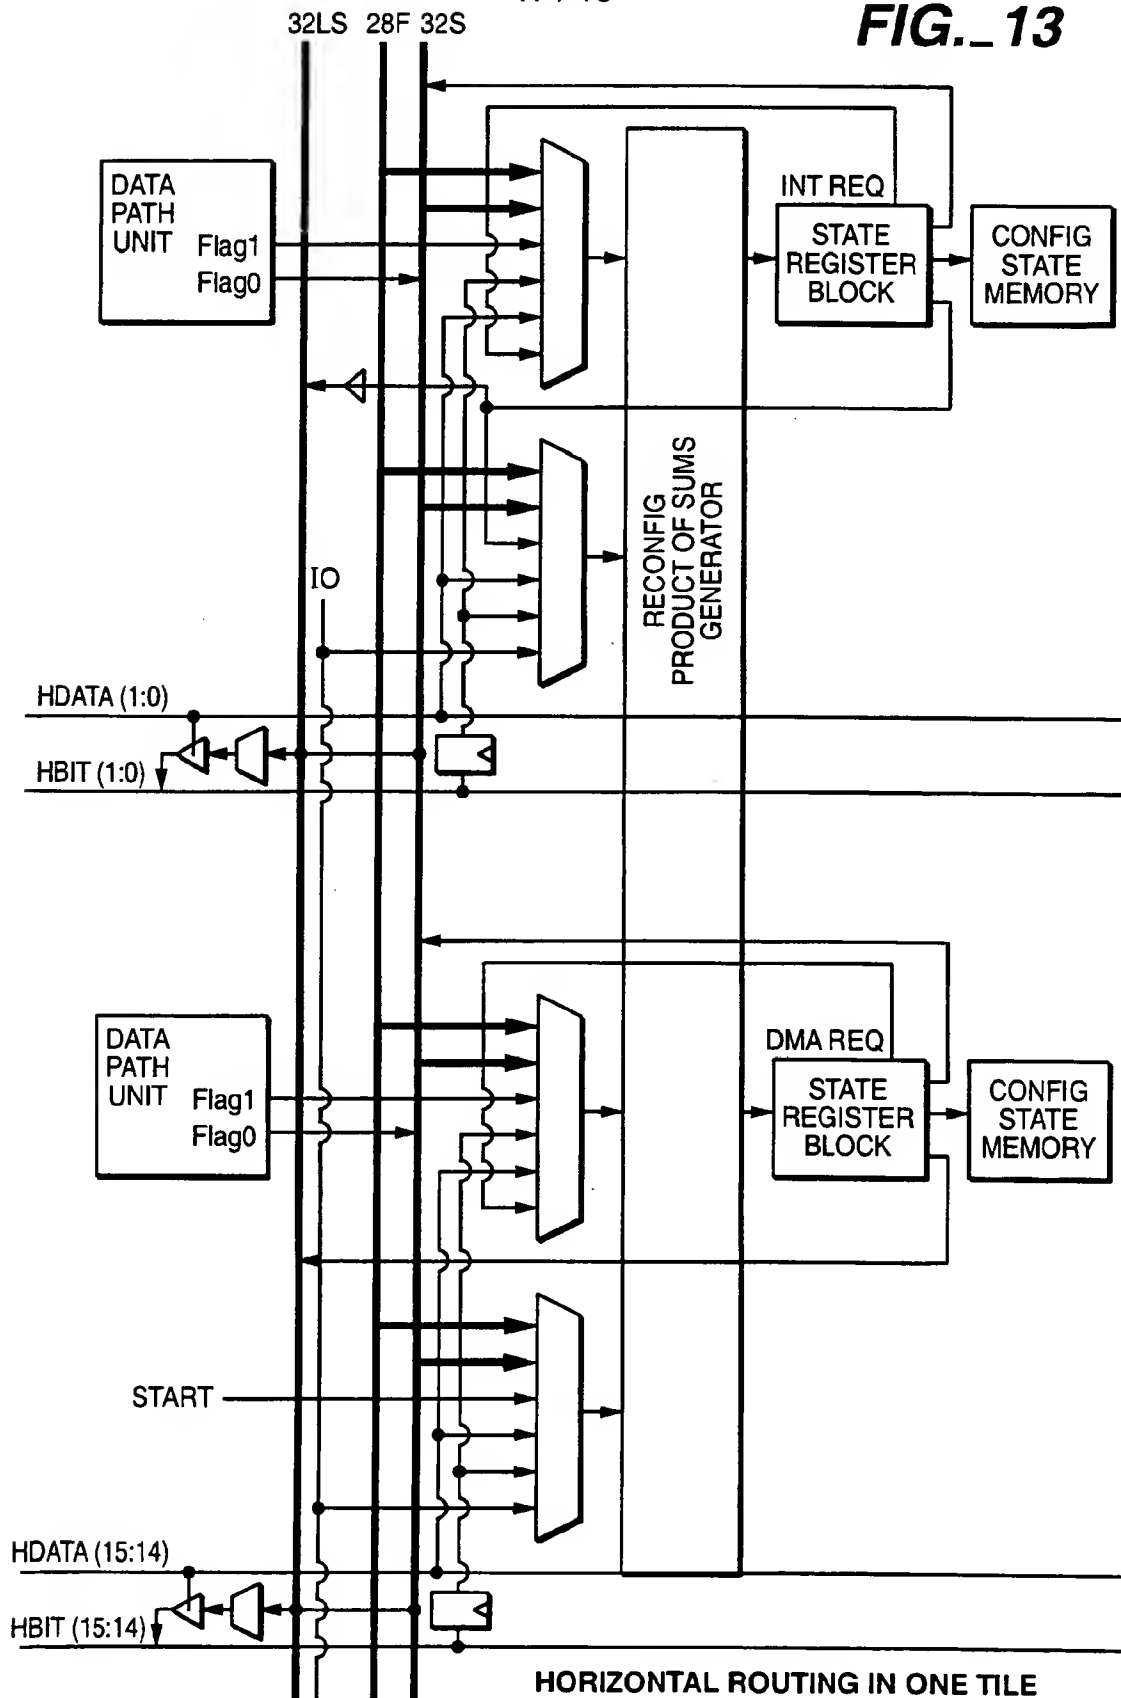 FIG._ 13
32LS 28F 32S
DATA
PATH
UNIT
Flag1
Flag0
INT REQ
STATE
REGISTER
BLOCK
CONFIG
STATE
MEMORY
RECONFIG
PRODUCT OF SUMS
GENERATOR
IO
HDATA (1:0)
HBIT (1:0)
DATA
PATH
UNIT
Flag1
Flag0
DMA REQ
STATE
REGISTER
BLOCK
CONFIG
STATE
MEMORY
START
HDATA (15:14)
HBIT (15:14)
HORIZONTAL ROUTING IN ONE TILE